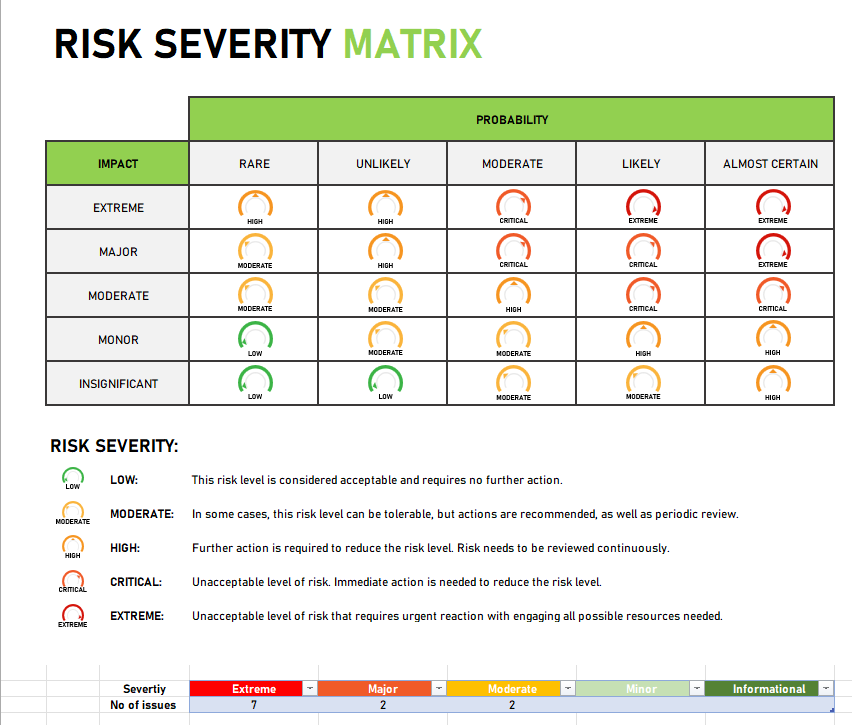 RISK SEVERITY MATRIX
PROBABILITY
IMPACT RARE UNLIKELY MODERATE LIKELY ALMOST CERTAIN
EXTREME HIGH HIGH CRITICAL EXTREME EXTREME
MAJOR MODERATE HIGH CRITICAL CRITICAL EXTREME
MODERATE MODERATE MODERATE HIGH CRITICAL CRITICAL
MONOR LOW MODERATE MODERATE HIGH HIGH
INSIGNIFICANT LOW LOW MODERATE MODERATE HIGH
RISK SEVERITY:
LOW LOW: This risk level is considered acceptable and requires no further action.
MODERATE MODERATE: In some cases, this risk level can be tolerable, but actions are recommended, as well as periodic review.
HIGH HIGH: Further action is required to reduce the risk level. Risk needs to be reviewed continuously.
CRITICAL CRITICAL: Unacceptable level of risk. Immediate action is needed to reduce the risk level.
EXTREME EXTREME: Unacceptable level of risk that requires urgent reaction with engaging all possible resources needed.
Severtiy Extreme Major Moderate Minor Informational
No of issues 7 2 2